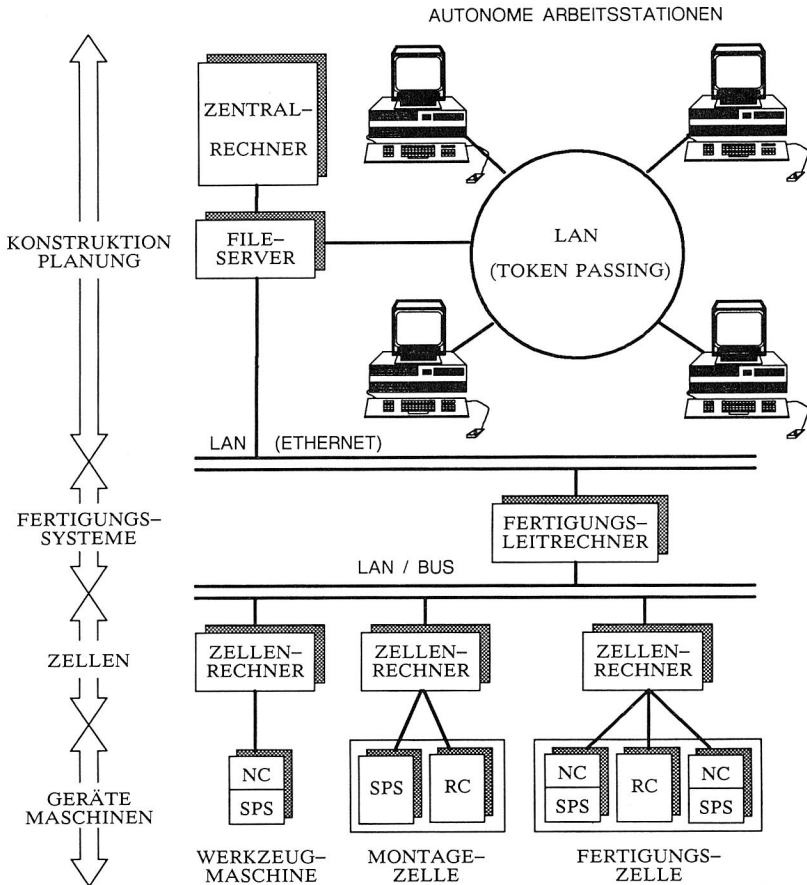 AUTONOME ARBEITSSTATIONEN
ZENTRAL–
RECHNER
KONSTRUKTION
PLANUNG
FILE–
SERVER
LAN
(TOKEN PASSING)
LAN (ETHERNET)
FERTIGUNGS–
SYSTEME
FERTIGUNGS–
LEITRECHNER
LAN / BUS
ZELLEN
ZELLEN–
RECHNER
ZELLEN–
RECHNER
ZELLEN–
RECHNER
GERÄTE
MASCHINEN
NC
SPS
SPS
RC
NC
SPS
RC
NC
SPS
WERKZEUG–
MASCHINE
MONTAGE–
ZELLE
FERTIGUNGS–
ZELLE